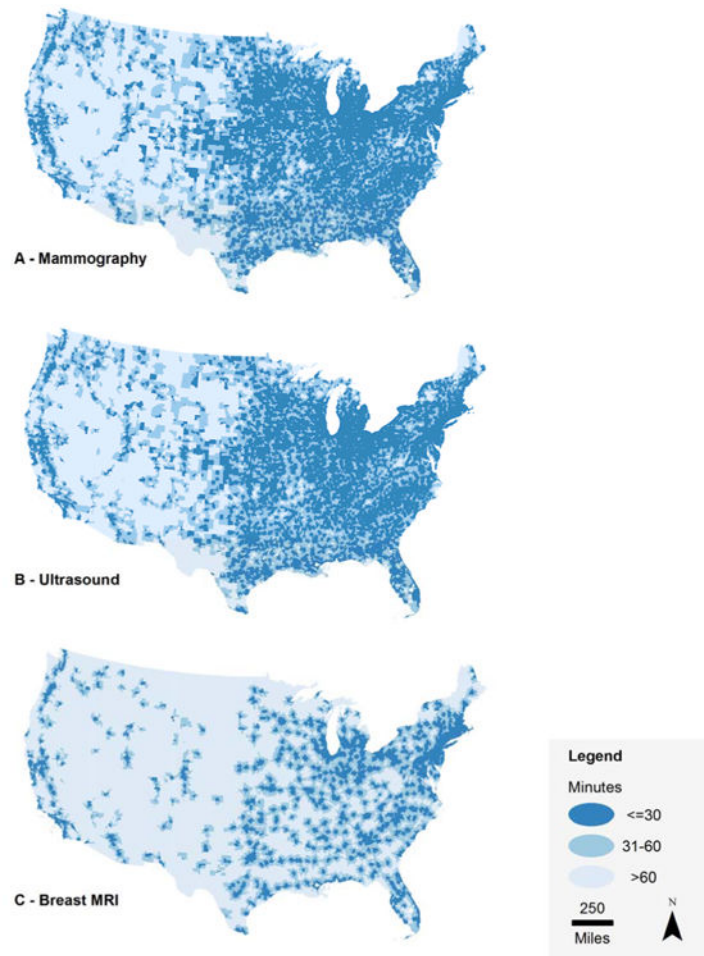 A - Mammography
B - Ultrasound
C - Breast MRI
Legend
Minutes
<=30
31-60
>60
250
Miles
N